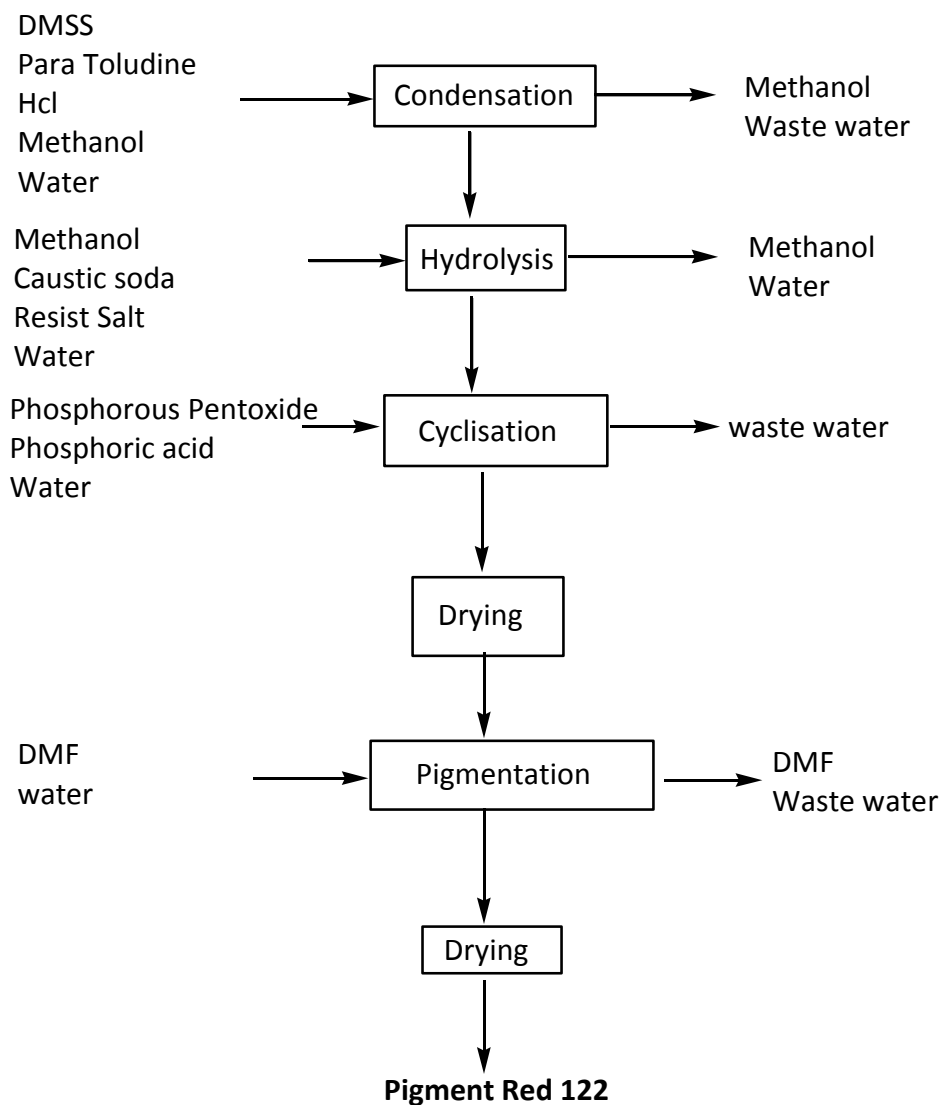 DMSS
Para Toludine
Hcl
Methanol
Water
Condensation
Methanol
Waste water
Methanol
Caustic soda
Resist Salt
Water
Hydrolysis
Methanol
Water
Phosphorous Pentoxide
Phosphoric acid
Water
Cyclisation
waste water
Drying
DMF
water
Pigmentation
DMF
Waste water
Drying
Pigment Red 122